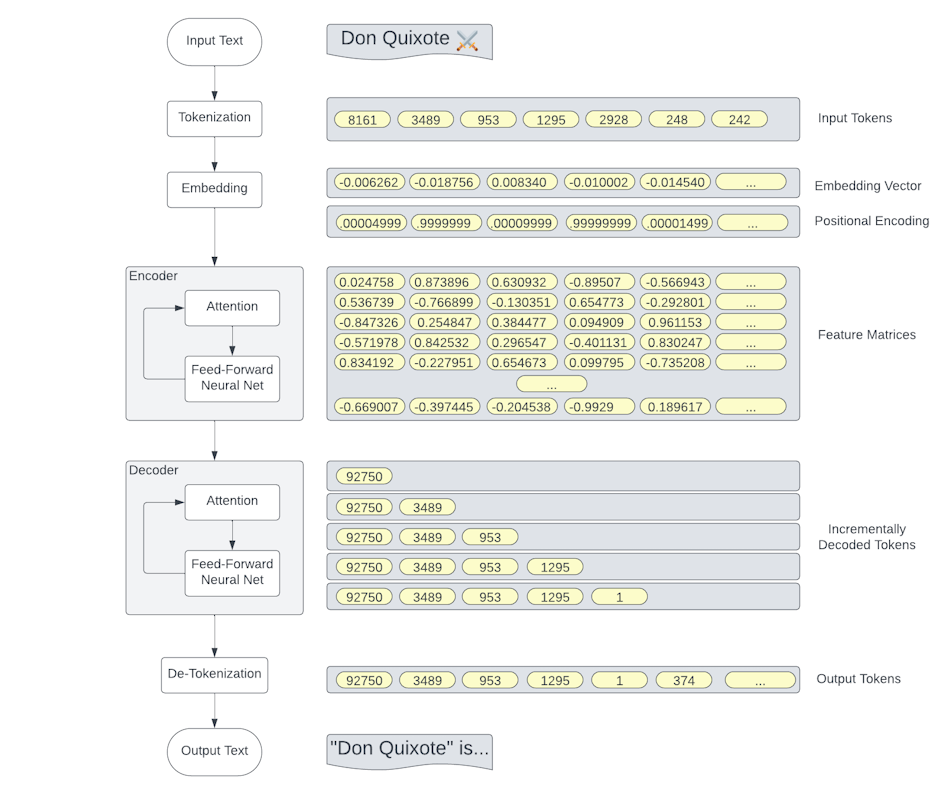 Input Text
Don Quixote ⚔️
Tokenization
8161 3489 953 1295 2928 248 242
Input Tokens
Embedding
-0.006262 -0.018756 0.008340 -0.010002 -0.014540 ...
Embedding Vector
.00004999 .9999999 .00009999 .99999999 .00001499 ...
Positional Encoding
Encoder
Attention
Feed-Forward
Neural Net
0.024758 0.873896 0.630932 -0.89507 -0.566943 ...
0.536739 -0.766899 -0.130351 0.654773 -0.292801 ...
-0.847326 0.254847 0.384477 0.094909 0.961153 ...
-0.571978 0.842532 0.296547 -0.401131 0.830247 ...
0.834192 -0.227951 0.654673 0.099795 -0.735208 ...
...
-0.669007 -0.397445 -0.204538 -0.9929 0.189617 ...
Feature Matrices
Decoder
Attention
Feed-Forward
Neural Net
92750
92750 3489
92750 3489 953
92750 3489 953 1295
92750 3489 953 1295 1
Incrementally
Decoded Tokens
De-Tokenization
92750 3489 953 1295 1 374 ...
Output Tokens
Output Text
"Don Quixote" is...